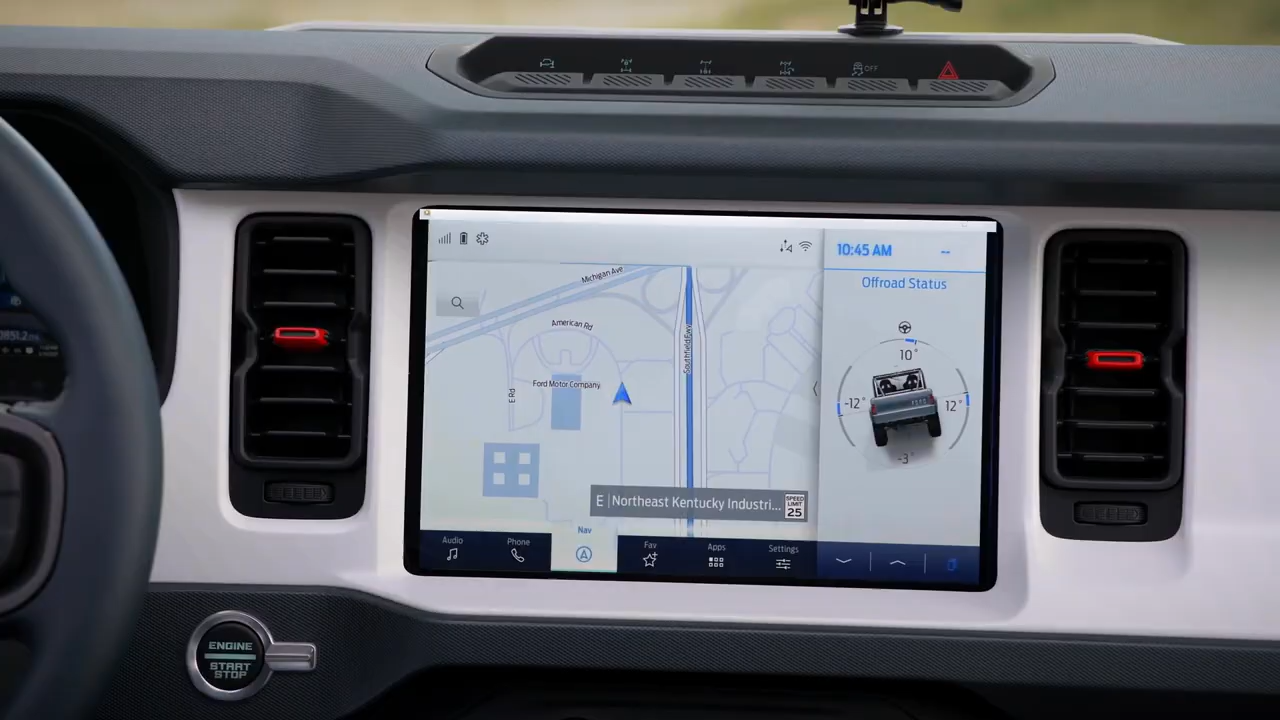 OFF
10:45 AM
--
Offroad Status
Michigan Ave
American Rd
Southfield Fwy
Ford Motor Company
E Rd
10°
-12°
12°
-3°
E | Northeast Kentucky Industri...
SPEED
LIMIT
25
Audio
Phone
Nav
Fav
Apps
Settings
ENGINE
START
STOP